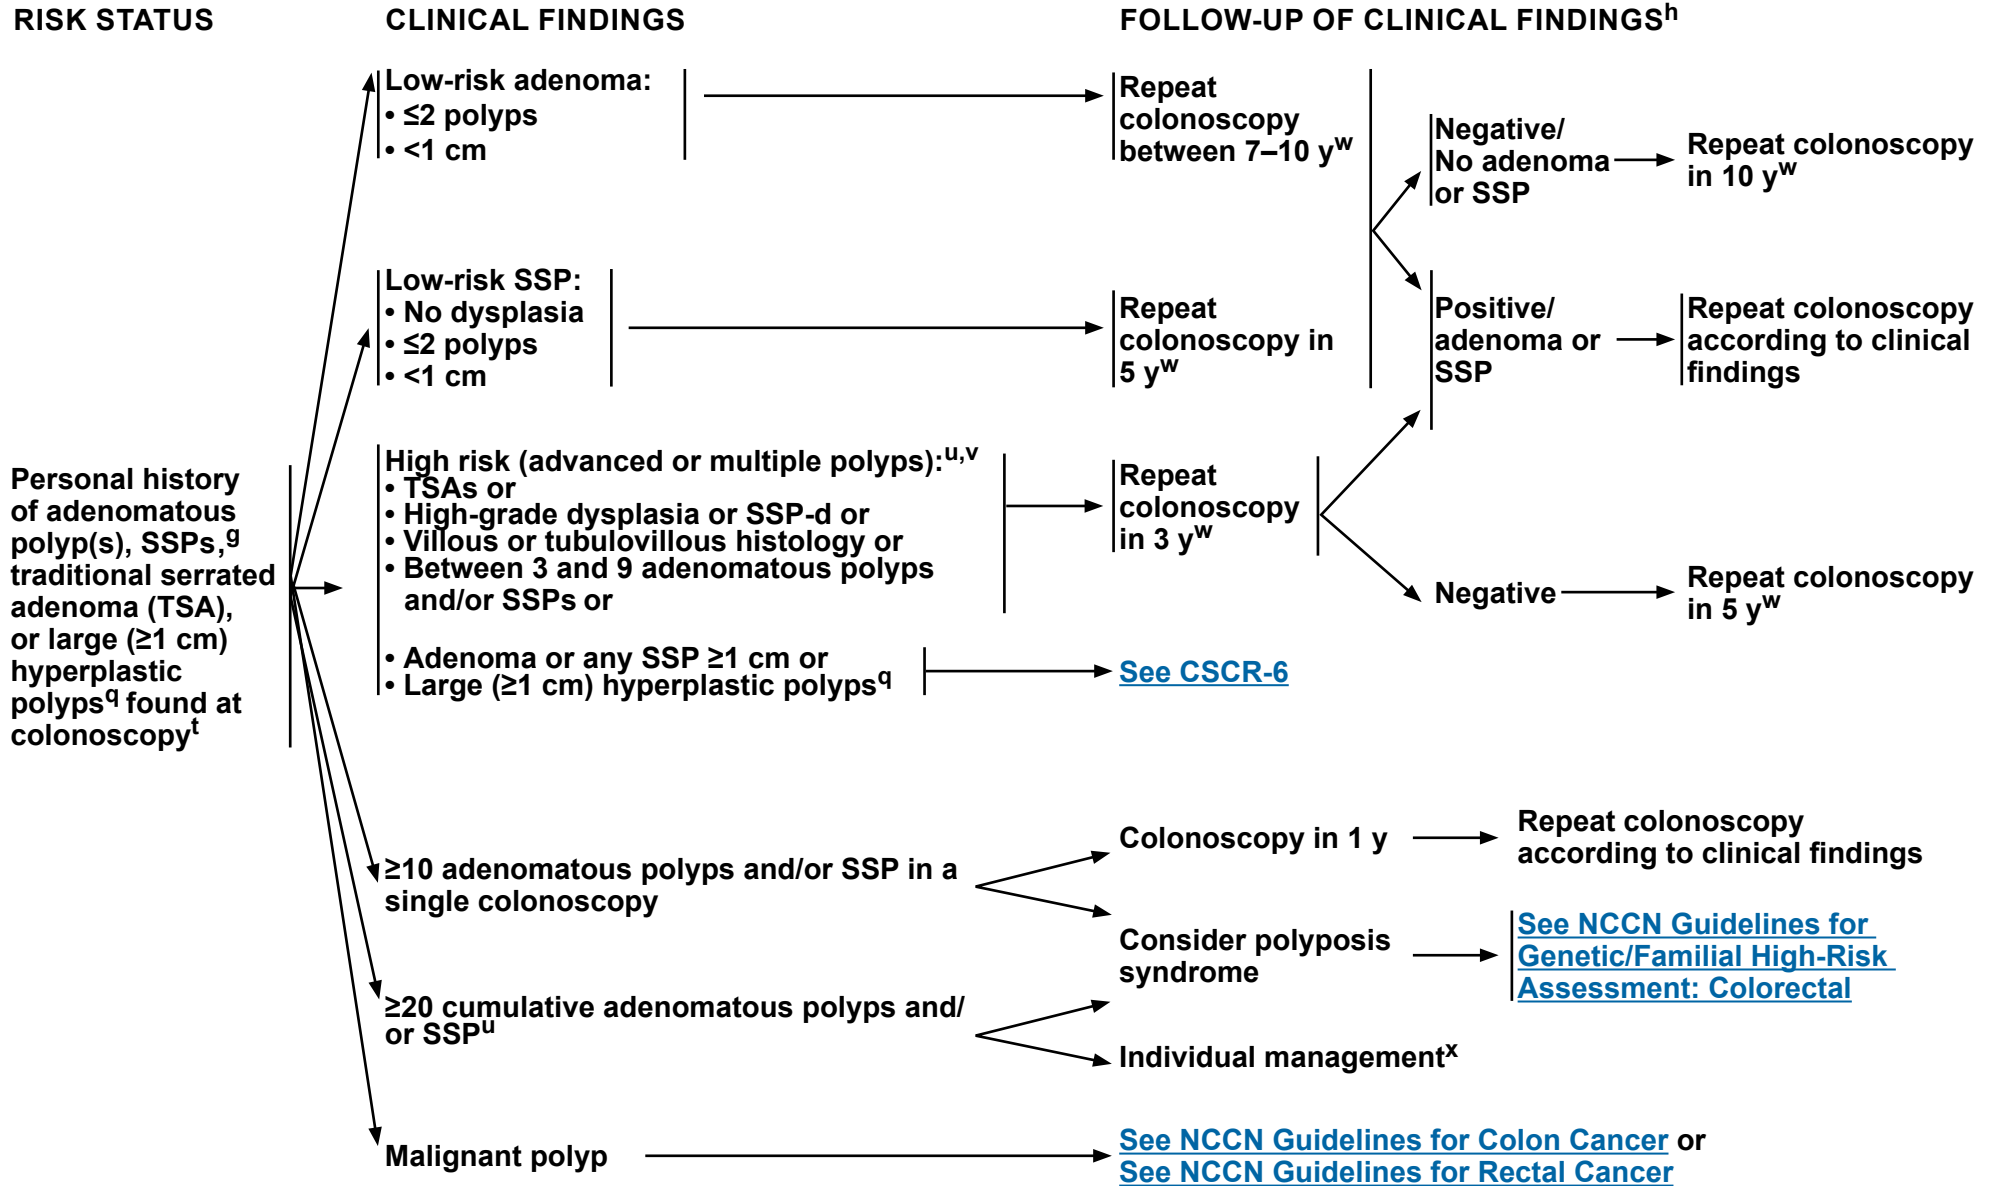 RISK STATUS
CLINICAL FINDINGS
FOLLOW-UP OF CLINICAL FINDINGSʰ
Personal history
of adenomatous
polyp(s), SSPs,ᵍ
traditional serrated
adenoma (TSA),
or large (≥1 cm)
hyperplastic
polyps^q found at
colonoscopyᵗ
Low-risk adenoma:
• ≤2 polyps
• <1 cm
Repeat
colonoscopy
between 7–10 yʷ
Low-risk SSP:
• No dysplasia
• ≤2 polyps
• <1 cm
Repeat
colonoscopy in
5 yʷ
Negative/
No adenoma
or SSP
Repeat colonoscopy
in 10 yʷ
Positive/
adenoma or
SSP
Repeat colonoscopy
according to clinical
findings
High risk (advanced or multiple polyps):ᵘ,ᵛ
• TSAs or
• High-grade dysplasia or SSP-d or
• Villous or tubulovillous histology or
• Between 3 and 9 adenomatous polyps
and/or SSPs or
Repeat
colonoscopy
in 3 yʷ
Negative
Repeat colonoscopy
in 5 yʷ
• Adenoma or any SSP ≥1 cm or
• Large (≥1 cm) hyperplastic polyps^q
See CSCR-6
≥10 adenomatous polyps and/or SSP in a
single colonoscopy
Colonoscopy in 1 y
Repeat colonoscopy
according to clinical findings
Consider polyposis
syndrome
See NCCN Guidelines for
Genetic/Familial High-Risk
Assessment: Colorectal
≥20 cumulative adenomatous polyps and/
or SSPᵘ
Individual managementˣ
Malignant polyp
See NCCN Guidelines for Colon Cancer or
See NCCN Guidelines for Rectal Cancer